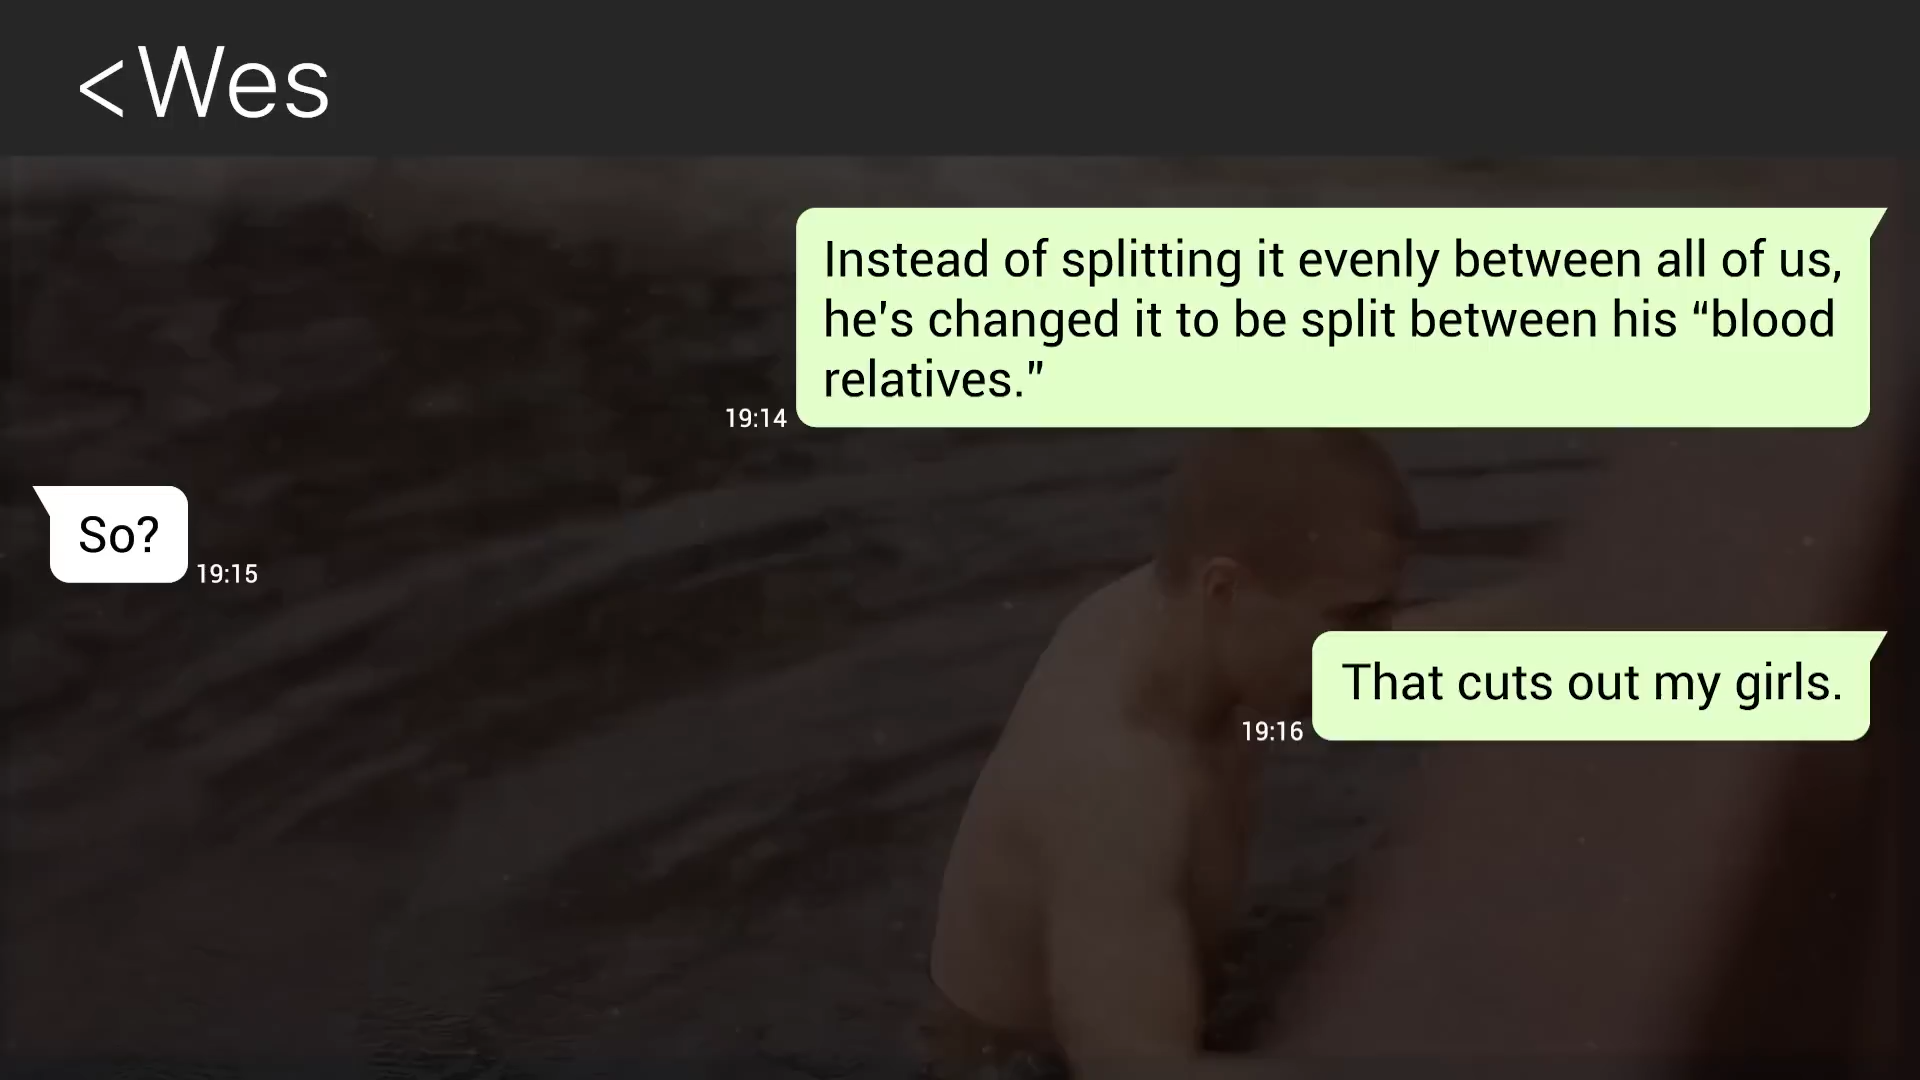 <Wes
Instead of splitting it evenly between all of us,
he's changed it to be split between his “blood
relatives.”
19:14
So?
19:15
That cuts out my girls.
19:16